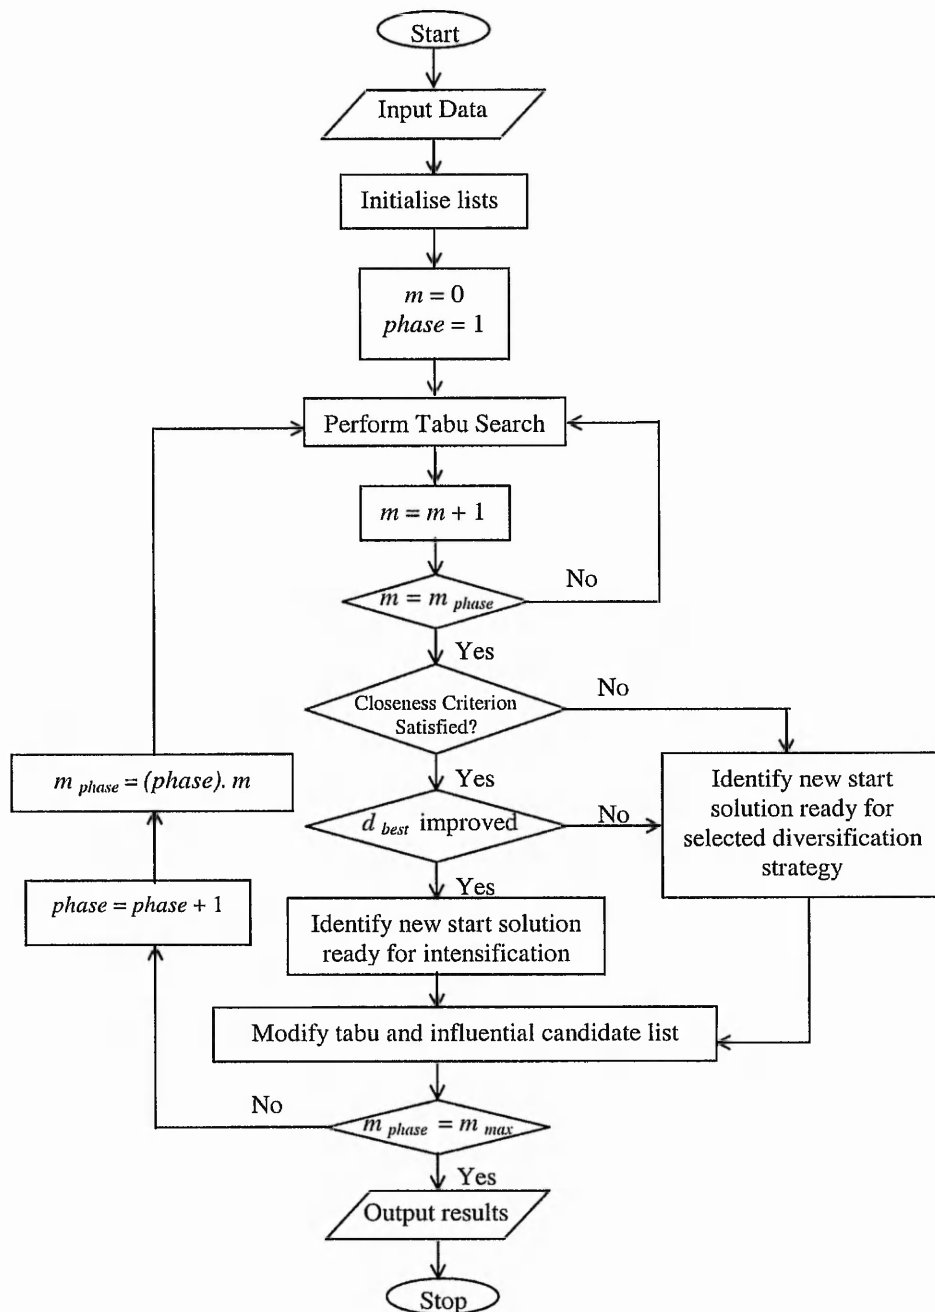 Start
Input Data
Initialise lists
m = 0
phase = 1
Perform Tabu Search
m = m + 1
No
m = m phase
Yes
No
Closeness Criterion
Satisfied?
Yes
m phase = (phase). m
Identify new start
solution ready for
selected diversification
strategy
d best improved
No
Yes
phase = phase + 1
Identify new start solution
ready for intensification
Modify tabu and influential candidate list
No
m phase = m max
Yes
Output results
Stop